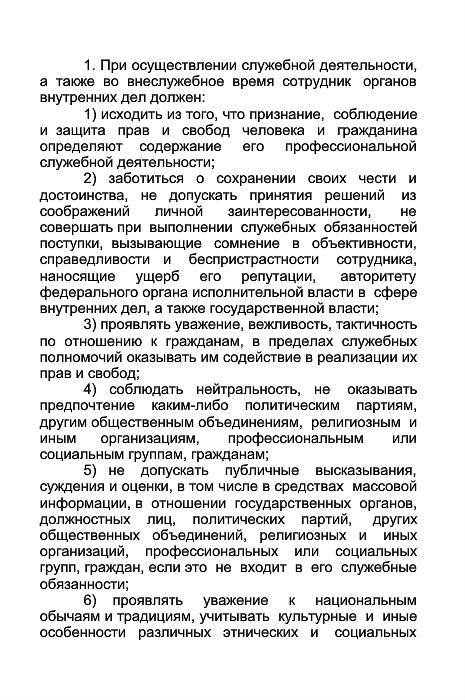 1. При осуществлении служебной деятельности,
а также во внеслужебное время сотрудник органов
внутренних дел должен:
1) исходить из того, что признание, соблюдение
и защита прав и свобод человека и гражданина
определяют содержание его профессиональной
служебной деятельности;
2) заботиться о сохранении своих чести и
достоинства, не допускать принятия решений из
соображений личной заинтересованности, не
совершать при выполнении служебных обязанностей
поступки, вызывающие сомнение в объективности,
справедливости и беспристрастности сотрудника,
наносящие ущерб его репутации, авторитету
федерального органа исполнительной власти в сфере
внутренних дел, а также государственной власти;
3) проявлять уважение, вежливость, тактичность
по отношению к гражданам, в пределах служебных
полномочий оказывать им содействие в реализации их
прав и свобод;
4) соблюдать нейтральность, не оказывать
предпочтение каким-либо политическим партиям,
другим общественным объединениям, религиозным и
иным организациям, профессиональным или
социальным группам, гражданам;
5) не допускать публичные высказывания,
суждения и оценки, в том числе в средствах массовой
информации, в отношении государственных органов,
должностных лиц, политических партий, других
общественных объединений, религиозных и иных
организаций, профессиональных или социальных
групп, граждан, если это не входит в его служебные
обязанности;
6) проявлять уважение к национальным
обычаям и традициям, учитывать культурные и иные
особенности различных этнических и социальных